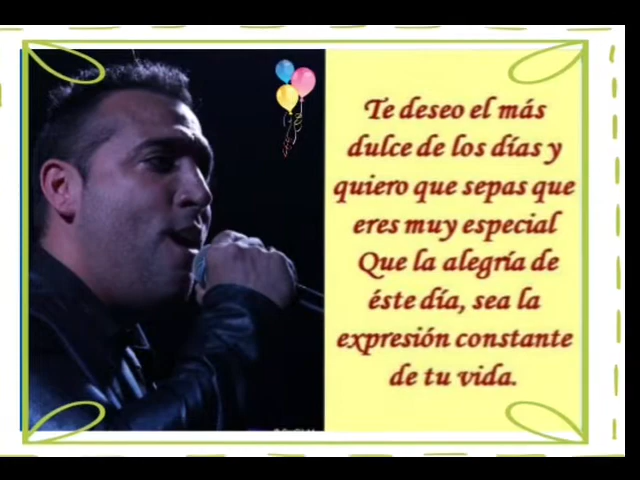 Te deseo el más
dulce de los días y
quiero que sepas que
eres muy especial
Que la alegría de
éste día, sea la
expresión constante
de tu vida.